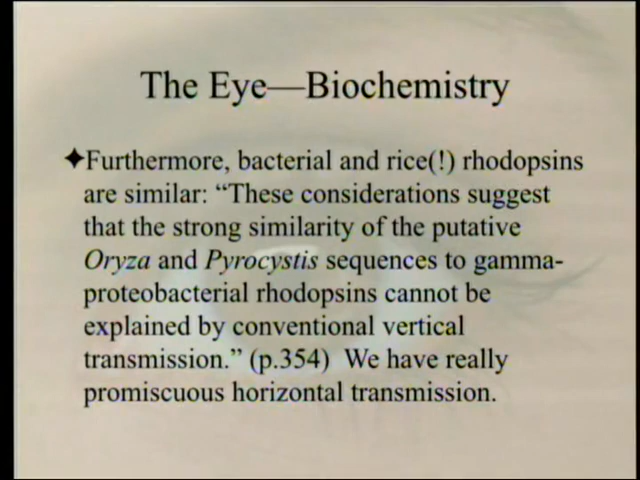 The Eye—Biochemistry
✦Furthermore, bacterial and rice(!) rhodopsins
are similar: “These considerations suggest
that the strong similarity of the putative
Oryza and Pyrocystis sequences to gamma-
proteobacterial rhodopsins cannot be
explained by conventional vertical
transmission.” (p.354)  We have really
promiscuous horizontal transmission.